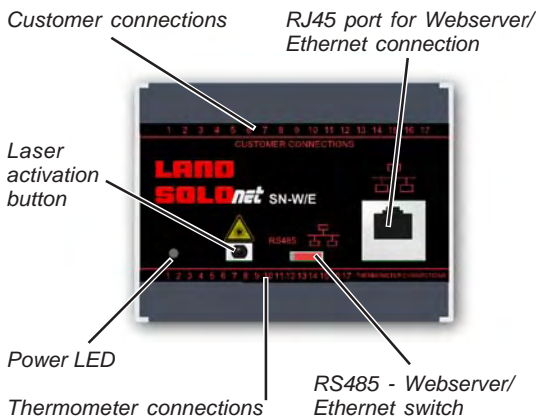 Customer connections
RJ45 port for Webserver/
Ethernet connection
1 2 3 4 5 6 7 8 9 10 11 12 13 14 15 16 17
CUSTOMER CONNECTIONS
Laser
activation
button
LAND
SOLOnet SN-W/E
RS485
1 2 3 4 5 6 7 8 9 10 11 12 13 14 15 16 17 THERMOMETER CONNECTIONS
Power LED
Thermometer connections
RS485 - Webserver/
Ethernet switch